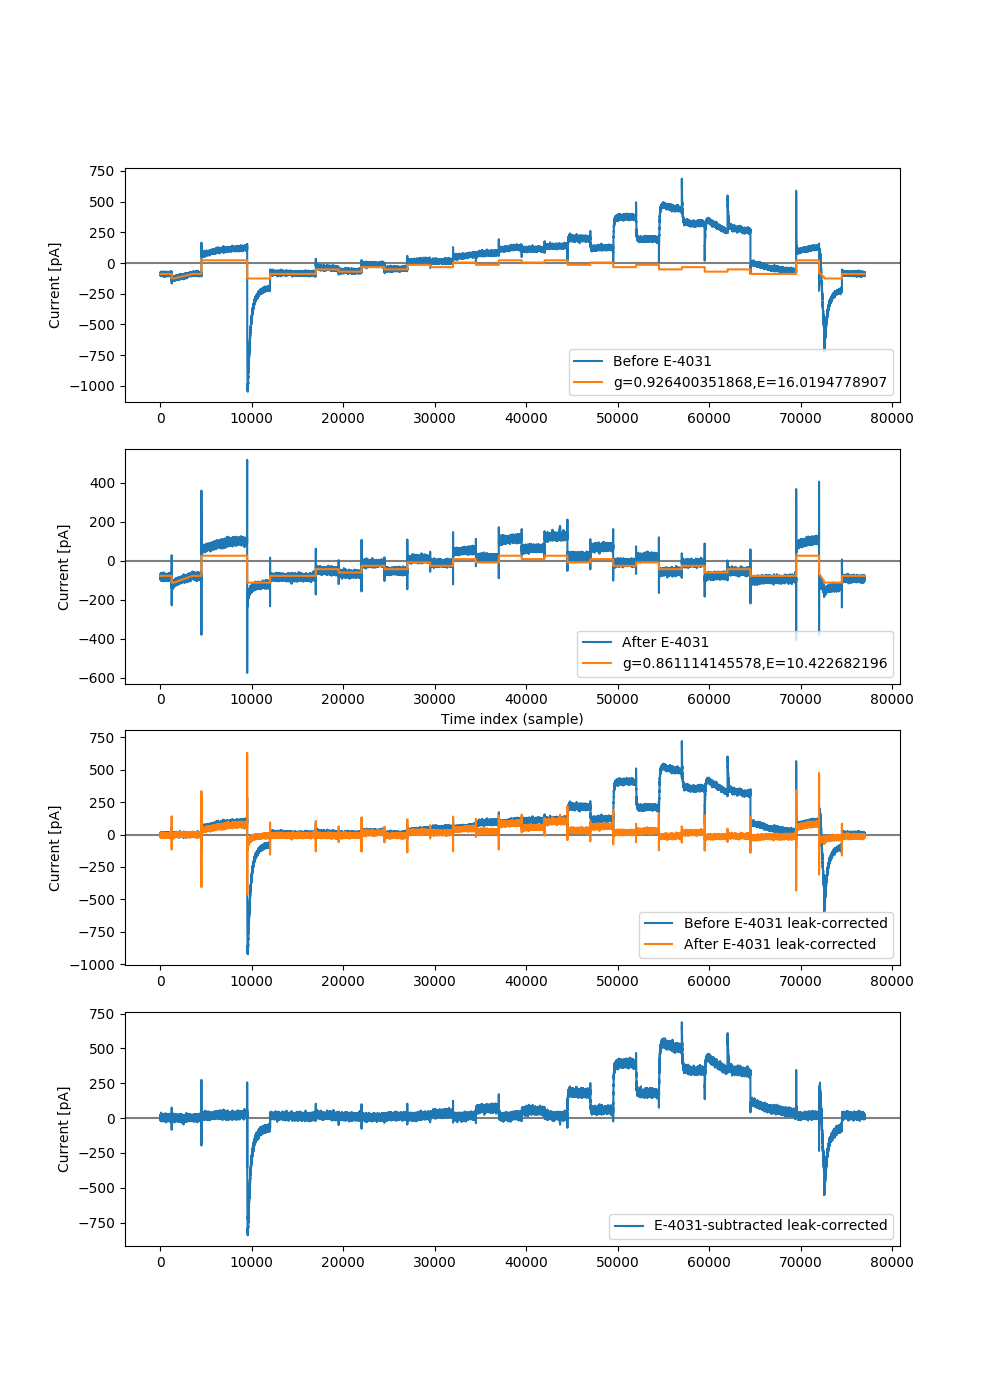 750
500
250
0
−250
−500
−750
−1000
Current [pA]
Before E-4031
g=0.926400351868,E=16.0194778907
0 10000 20000 30000 40000 50000 60000 70000 80000
400
200
0
−200
−400
−600
Current [pA]
After E-4031
g=0.861114145578,E=10.422682196
0 10000 20000 30000 40000 50000 60000 70000 80000
Time index (sample)
750
500
250
0
−250
−500
−750
−1000
Current [pA]
Before E-4031 leak-corrected
After E-4031 leak-corrected
0 10000 20000 30000 40000 50000 60000 70000 80000
750
500
250
0
−250
−500
−750
Current [pA]
E-4031-subtracted leak-corrected
0 10000 20000 30000 40000 50000 60000 70000 80000